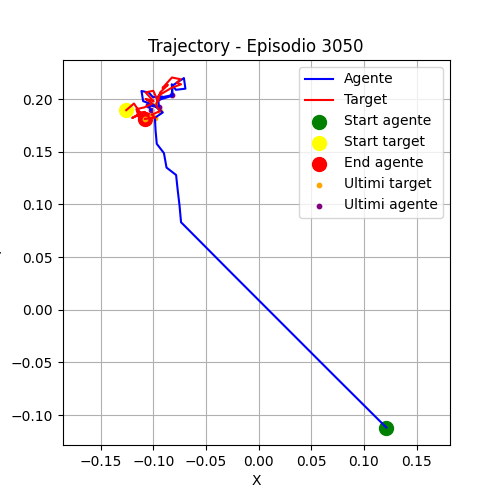 Trajectory - Episodio 3050
Agente
Target
Start agente
Start target
End agente
Ultimi target
Ultimi agente
0.20
0.15
0.10
0.05
0.00
−0.05
−0.10
−0.15
−0.10
−0.05
0.00
0.05
0.10
0.15
X